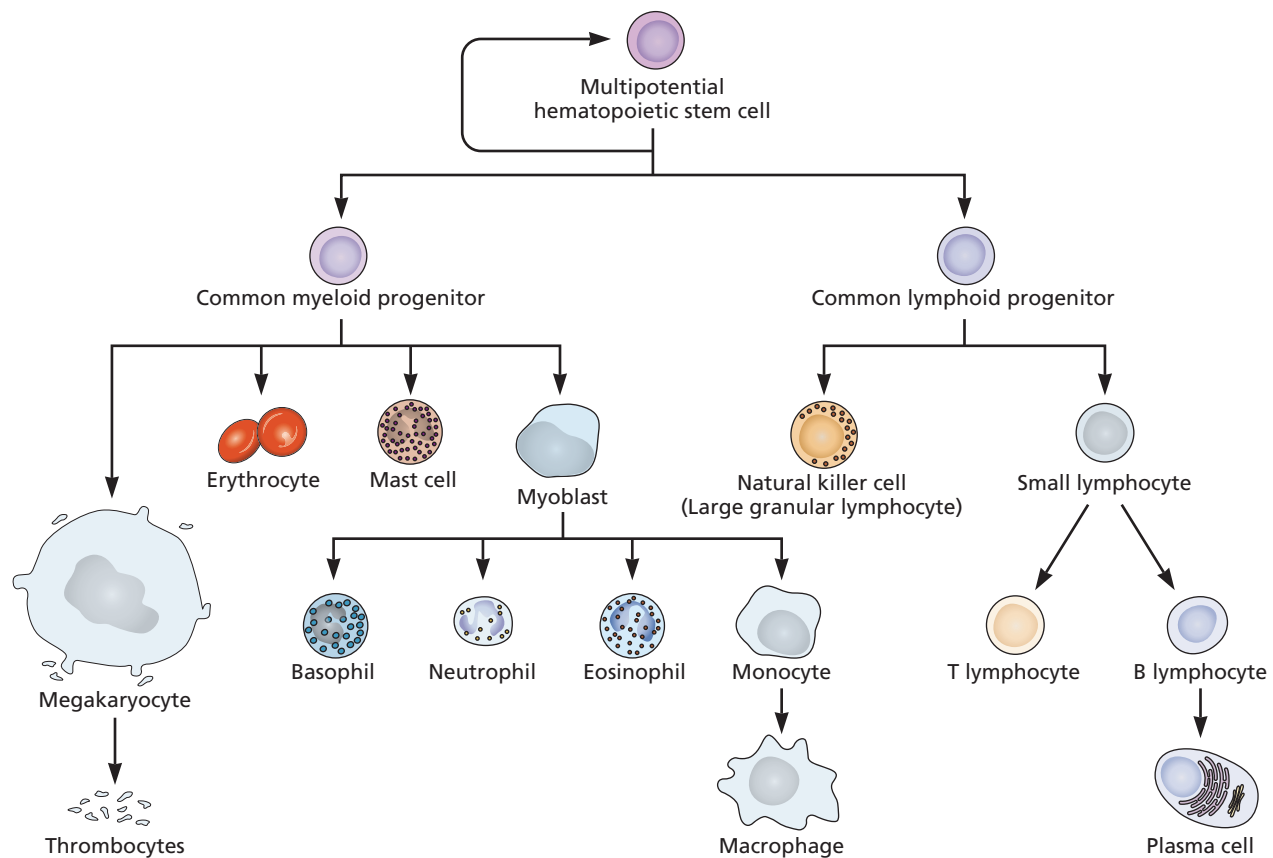 Multipotential
hematopoietic stem cell
Common myeloid progenitor
Common lymphoid progenitor
Erythrocyte
Mast cell
Myoblast
Natural killer cell
(Large granular lymphocyte)
Small lymphocyte
Basophil
Neutrophil
Eosinophil
Monocyte
T lymphocyte
B lymphocyte
Megakaryocyte
Thrombocytes
Macrophage
Plasma cell